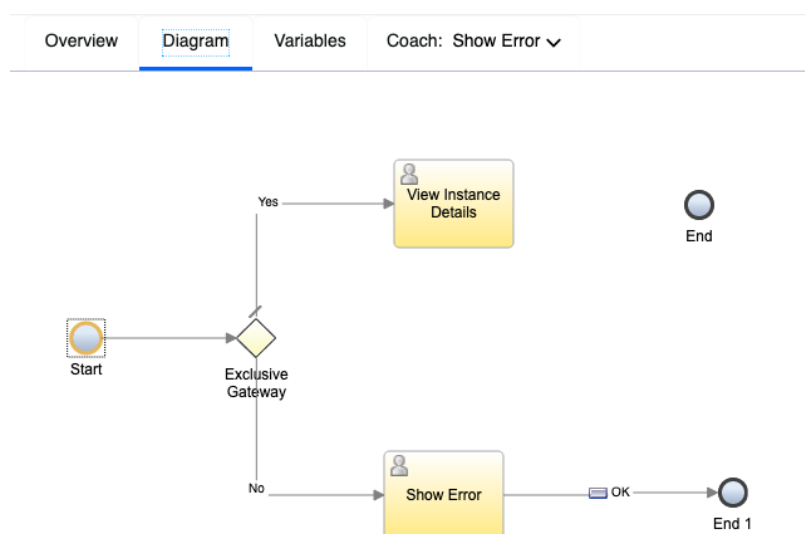 Overview Diagram Variables Coach: Show Error
Yes
View Instance
Details
End
Start
Exclusive
Gateway
No
Show Error
OK
End 1